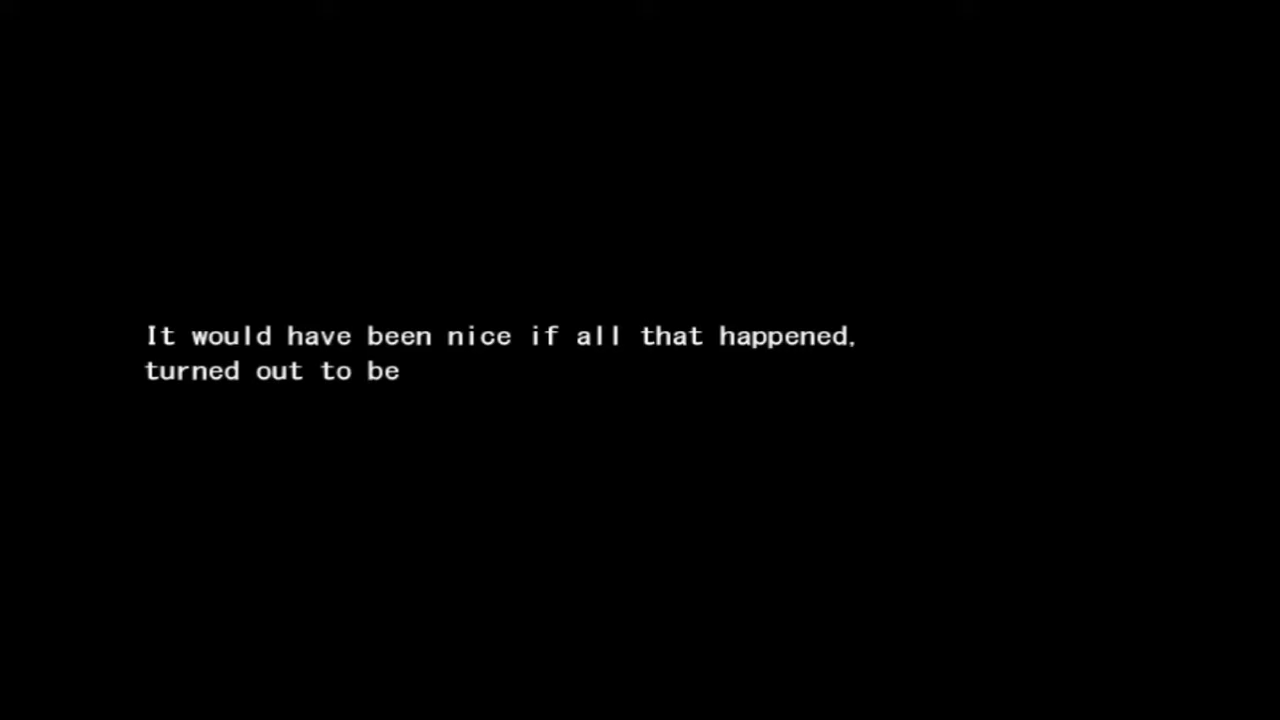 It would have been nice if all that happened,
turned out to be